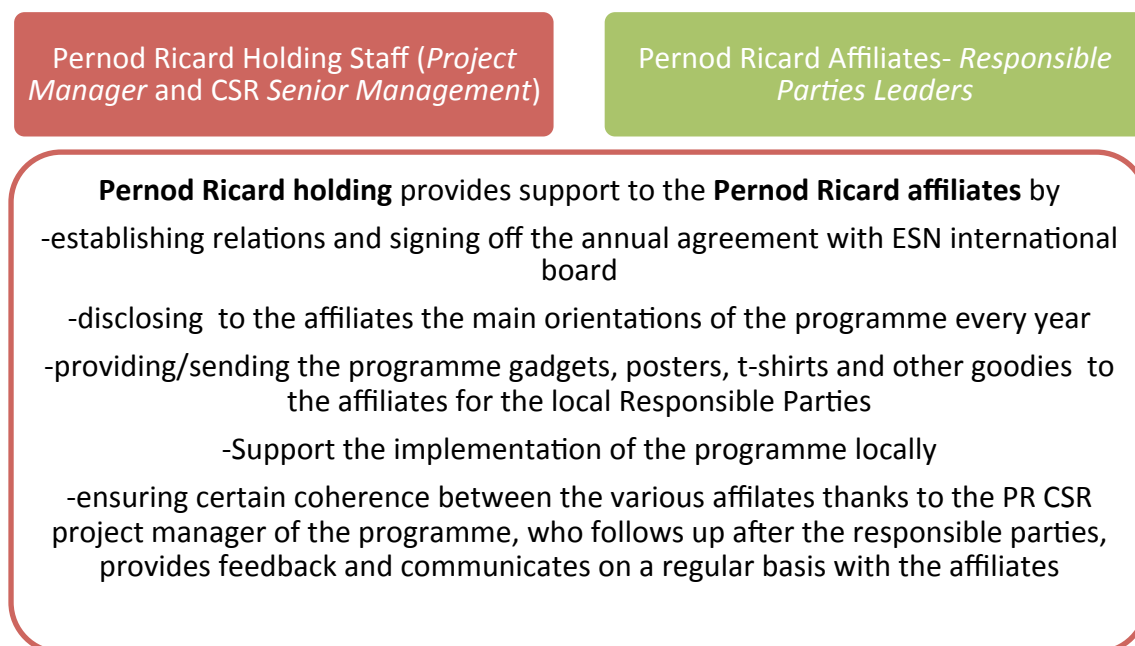 Pernod Ricard Holding Staff (Project
Manager and CSR Senior Management)
Pernod Ricard Affiliates- Responsible
Parties Leaders
Pernod Ricard holding provides support to the Pernod Ricard affiliates by
-establishing relations and signing off the annual agreement with ESN international
board
-disclosing  to the affiliates the main orientations of the programme every year
-providing/sending the programme gadgets, posters, t-shirts and other goodies  to
the affiliates for the local Responsible Parties
-Support the implementation of the programme locally
-ensuring certain coherence between the various affilates thanks to the PR CSR
project manager of the programme, who follows up after the responsible parties,
provides feedback and communicates on a regular basis with the affiliates